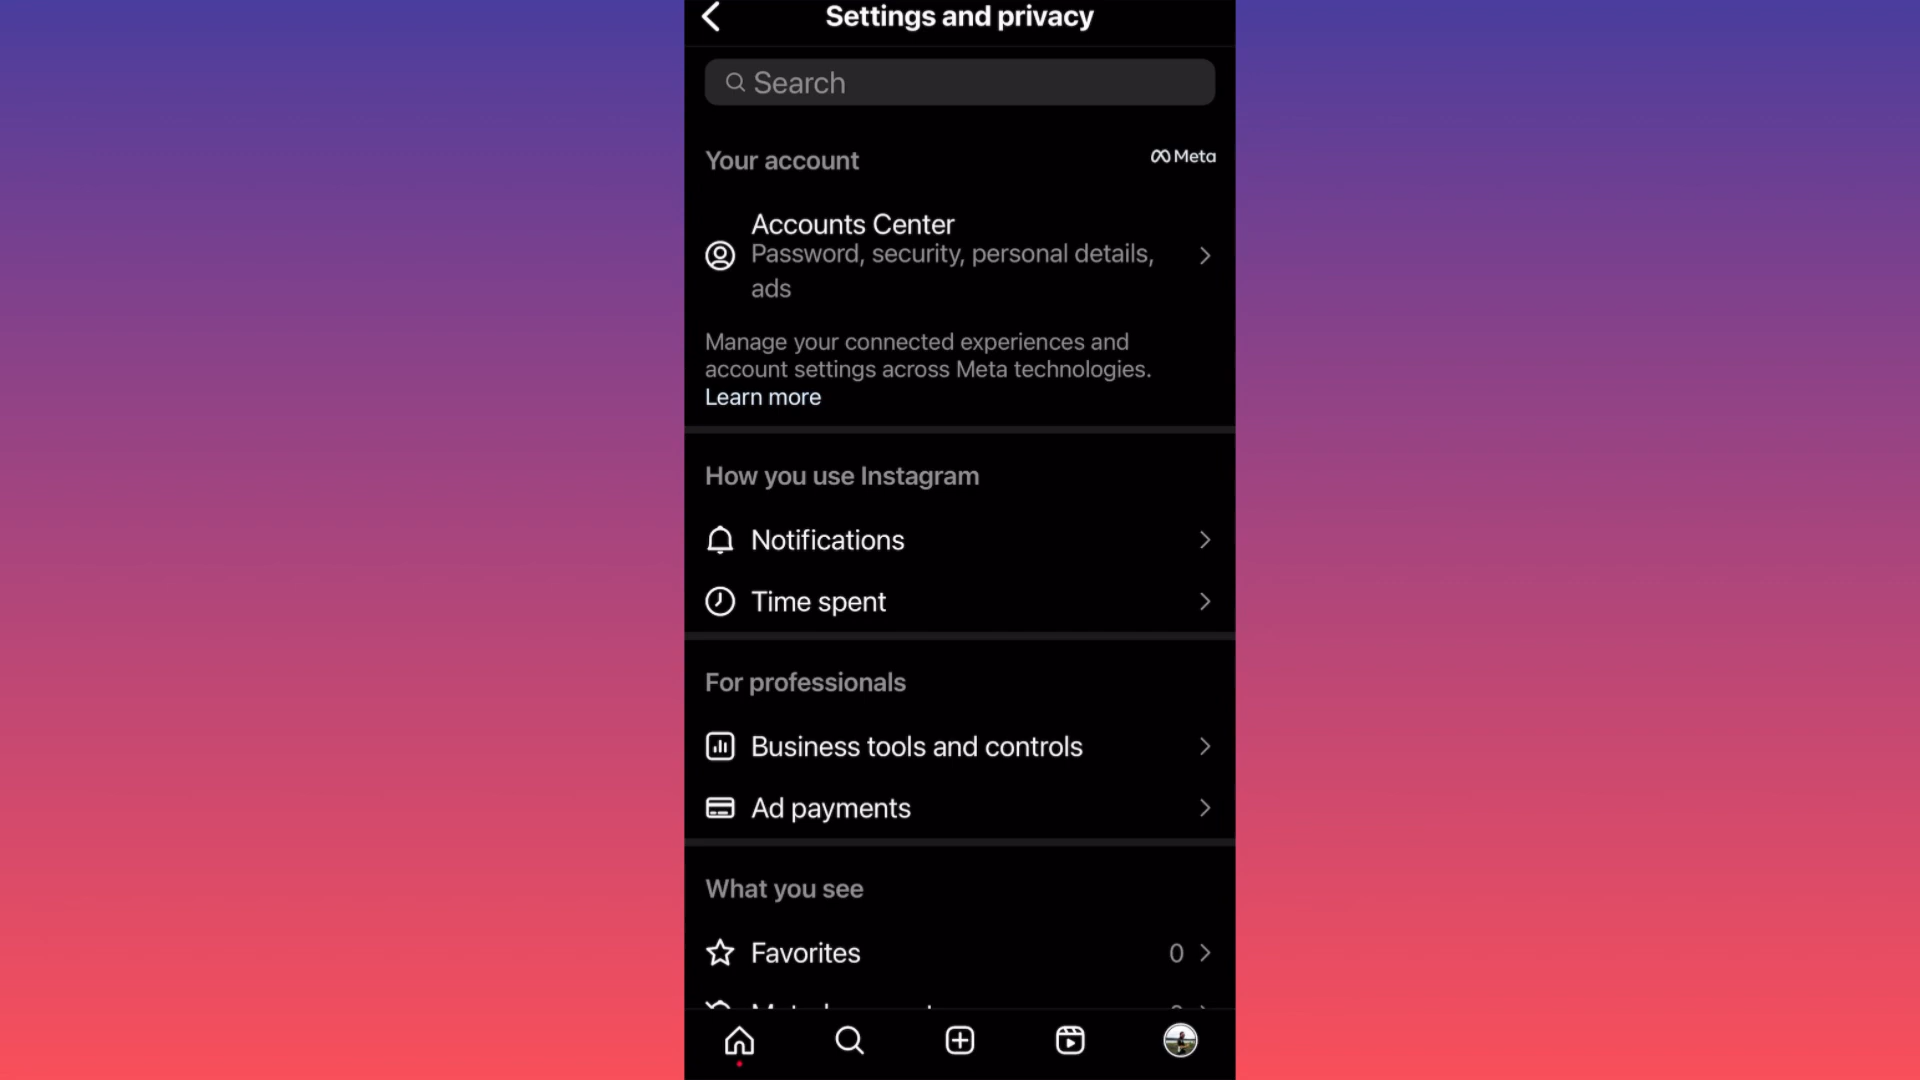 Settings and privacy
Search
Your account
Meta
Accounts Center
Password, security, personal details,
ads
Manage your connected experiences and
account settings across Meta technologies.
Learn more
How you use Instagram
Notifications
Time spent
For professionals
Business tools and controls
Ad payments
What you see
Favorites 0